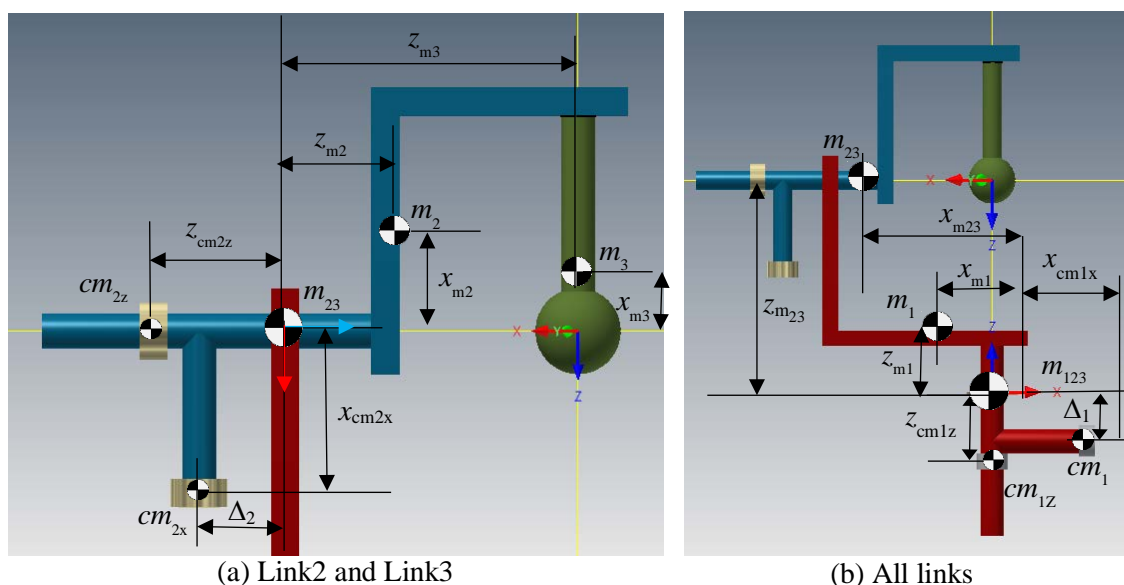 z_m3
z_m2
m_2
z_cm2z
x_m2
m_3
cm_2z
m_23
x_m3
X Y
Z
x_cm2x
cm_2x
Δ_2
(a) Link2 and Link3
m_23
X Y
Z
x_m23
x_m1
x_cm1x
z_m23
m_1
Z
z_m1
m_123
X
z_cm1z
Δ_1
cm_1
cm_1Z
(b) All links